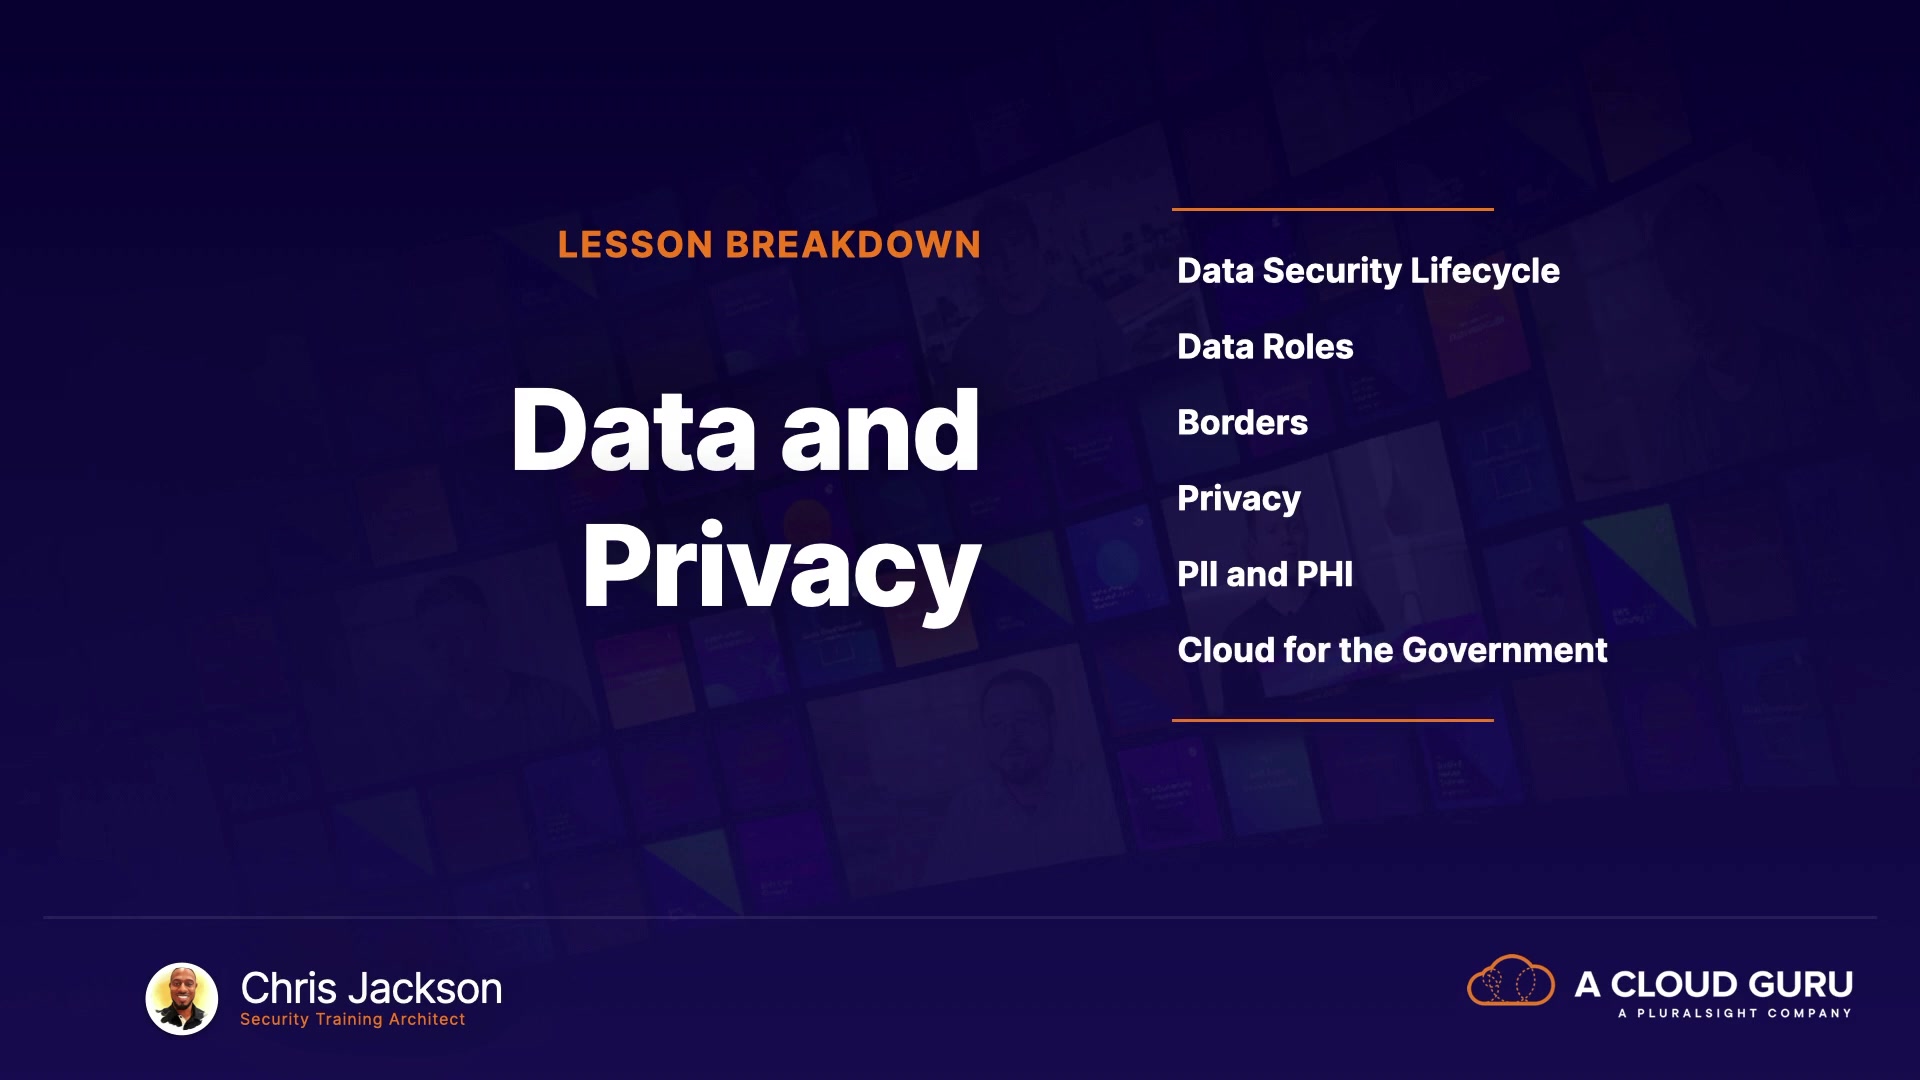 LESSON BREAKDOWN
Data and
Privacy
Data Security Lifecycle
Data Roles
Borders
Privacy
PII and PHI
Cloud for the Government
Chris Jackson
Security Training Architect
A CLOUD GURU
A PLURALSIGHT COMPANY